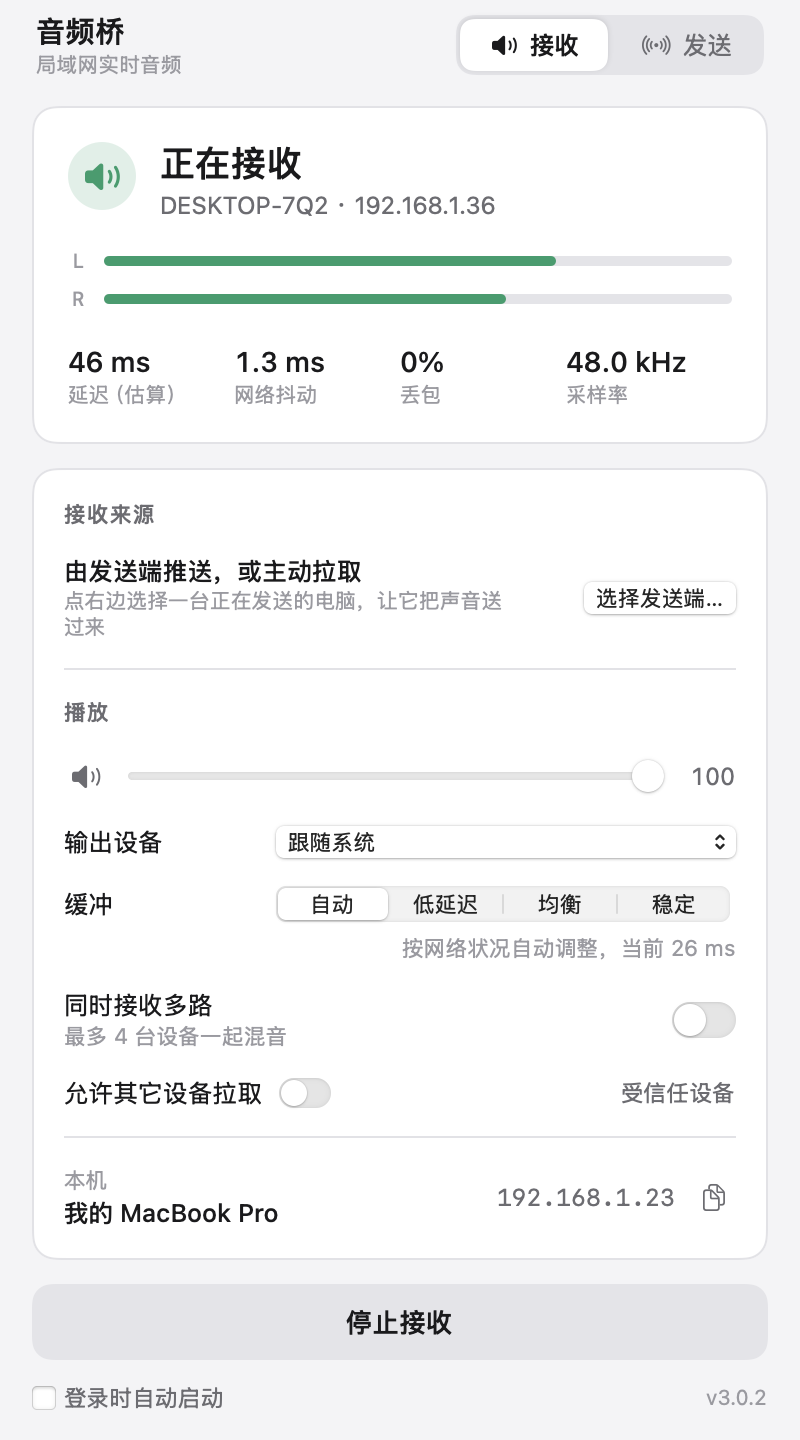 音频桥
局域网实时音频
接收
发送
正在接收
DESKTOP-7Q2 · 192.168.1.36
L
R
46 ms
1.3 ms
0%
48.0 kHz
延迟 (估算)
网络抖动
丢包
采样率
接收来源
由发送端推送，或主动拉取
点右边选择一台正在发送的电脑，让它把声音送
过来
选择发送端...
播放
100
输出设备
跟随系统
缓冲
自动
低延迟
均衡
稳定
按网络状况自动调整，当前 26 ms
同时接收多路
最多 4 台设备一起混音
允许其它设备拉取
受信任设备
本机
我的 MacBook Pro
192.168.1.23
停止接收
登录时自动启动
v3.0.2